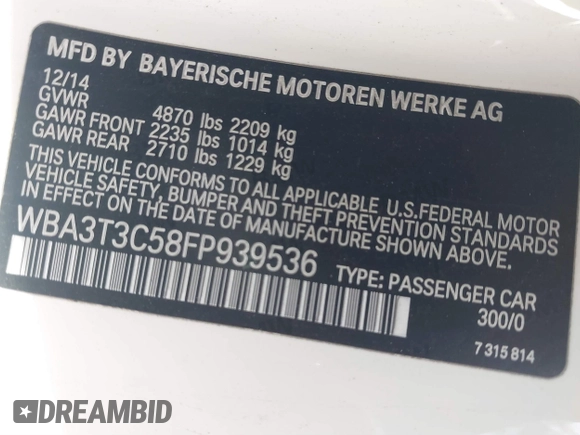 MFD BY BAYERISCHE MOTOREN WERKE AG
12/14
GVWR 4870 lbs 2209 kg
GAWR FRONT 2235 lbs 1014 kg
GAWR REAR 2710 lbs 1229 kg
THIS VEHICLE CONFORMS TO ALL APPLICABLE U.S.FEDERAL MOTOR
VEHICLE SAFETY, BUMPER AND THEFT PREVENTION STANDARDS
IN EFFECT ON THE DATE OF MANUFACTURE SHOWN ABOVE.
WBA3T3C58FP939536
TYPE: PASSENGER CAR
300/0
7 315 814
DREAMBID